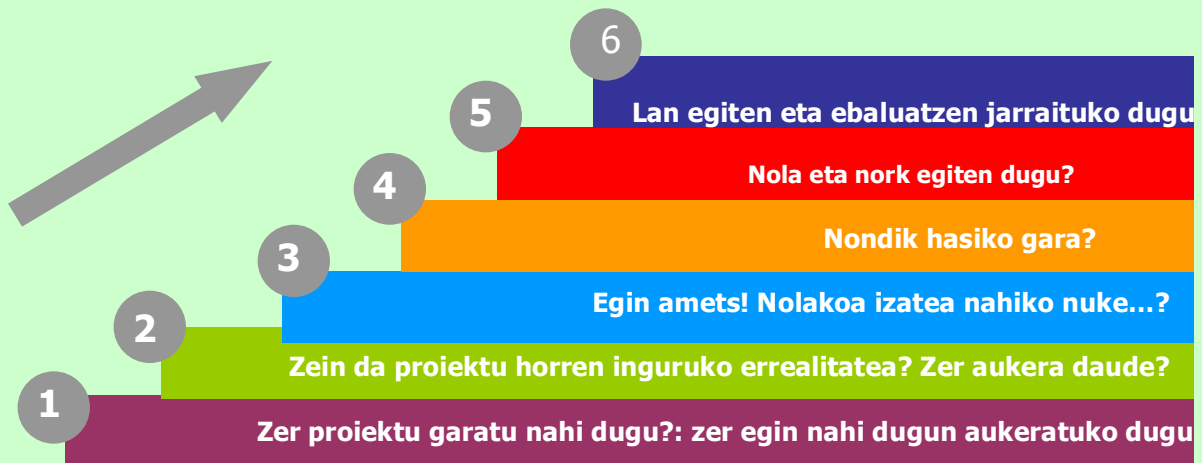 6
Lan egiten eta ebaluatzen jarraituko dugu
5
Nola eta nork egiten dugu?
4
Nondik hasiko gara?
3
Egin amets! Nolakoa izatea nahiko nuke...?
2
Zein da proiektu horren inguruko errealitatea? Zer aukera daude?
1
Zer proiektu garatu nahi dugu?: zer egin nahi dugun aukeratuko dugu